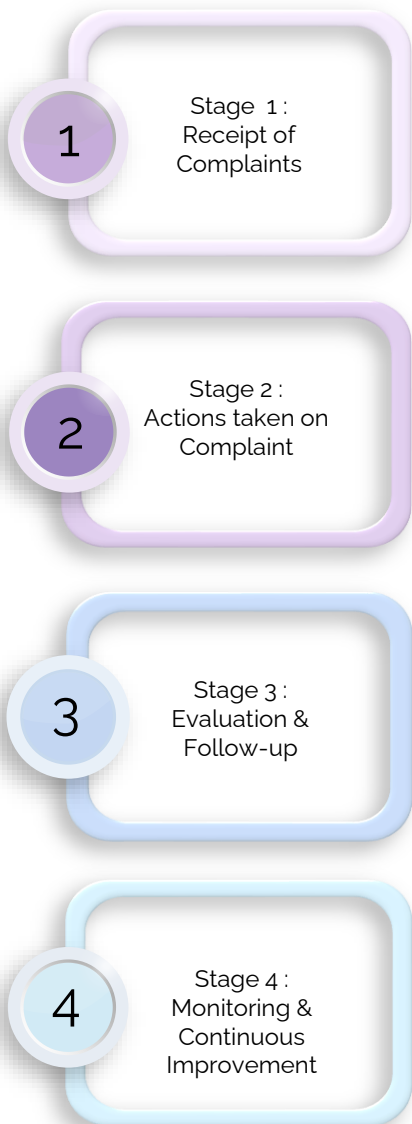 1
Stage 1 :
Receipt of
Complaints
2
Stage 2 :
Actions taken on
Complaint
3
Stage 3 :
Evaluation &
Follow-up
4
Stage 4 :
Monitoring &
Continuous
Improvement